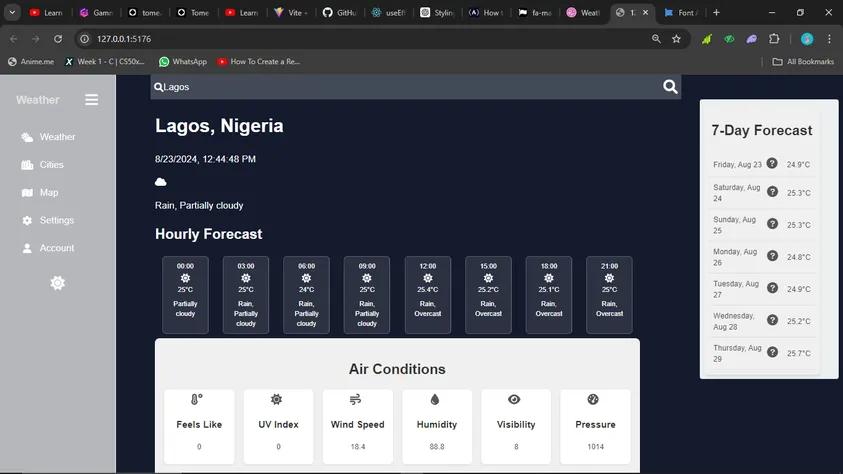 Learn
Gamn
tome.
Tome
Learn
Vite +
GitHu
useEff
Styling
How t
fa-ma
Weath
12
Font A
127.0.0.1:5176
Anime.me
Week 1 - C | CS50x...
WhatsApp
How To Create a Re...
All Bookmarks
Weather
Weather
Cities
Map
Settings
Account
Lagos
Lagos, Nigeria
8/23/2024, 12:44:48 PM
Rain, Partially cloudy
Hourly Forecast
00:00
25°C
Partially
cloudy
03:00
25°C
Rain,
Partially
cloudy
06:00
24°C
Rain,
Partially
cloudy
09:00
25°C
Rain,
Partially
cloudy
12:00
25.4°C
Rain,
Overcast
15:00
25.2°C
Rain,
Overcast
18:00
25.1°C
Rain,
Overcast
21:00
25°C
Rain,
Overcast
Air Conditions
Feels Like
0
UV Index
0
Wind Speed
18.4
Humidity
88.8
Visibility
8
Pressure
1014
7-Day Forecast
Friday, Aug 23 24.9°C
Saturday, Aug
24
25.3°C
Sunday, Aug
25
25.3°C
Monday, Aug
26
24.8°C
Tuesday, Aug
27
24.9°C
Wednesday,
Aug 28
25.2°C
Thursday, Aug
29
25.7°C